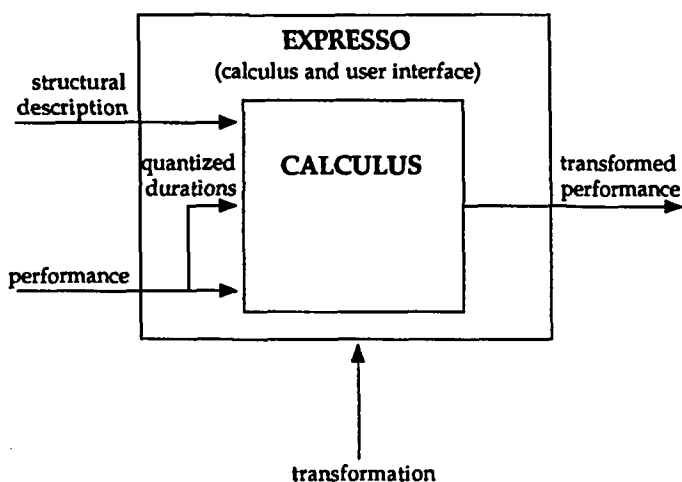 EXPRESSO
(calculus and user interface)
structural
description
quantized
durations
CALCULUS
transformed
performance
performance
transformation